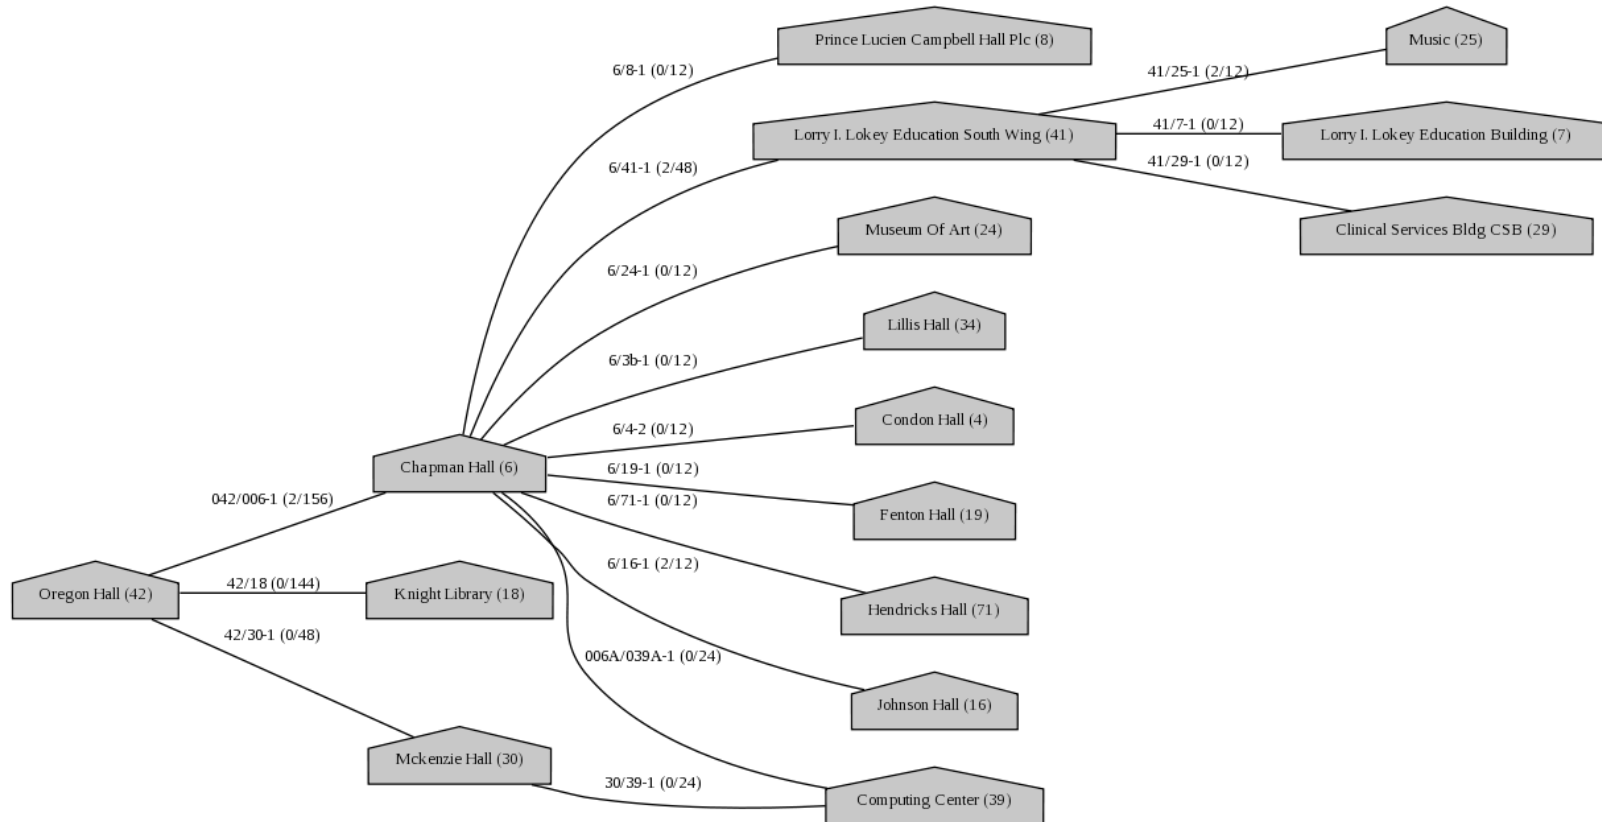 Prince Lucien Campbell Hall Plc (8)
Music (25)
6/8-1 (0/12)
41/25-1 (2/12)
Lorry I. Lokey Education South Wing (41)
41/7-1 (0/12)
Lorry I. Lokey Education Building (7)
6/41-1 (2/48)
41/29-1 (0/12)
Museum Of Art (24)
Clinical Services Bldg CSB (29)
6/24-1 (0/12)
Lillis Hall (34)
6/3b-1 (0/12)
Condon Hall (4)
6/4-2 (0/12)
Chapman Hall (6)
6/19-1 (0/12)
042/006-1 (2/156)
6/71-1 (0/12)
Fenton Hall (19)
6/16-1 (2/12)
Oregon Hall (42)
42/18 (0/144)
Knight Library (18)
Hendricks Hall (71)
42/30-1 (0/48)
006A/039A-1 (0/24)
Johnson Hall (16)
Mckenzie Hall (30)
30/39-1 (0/24)
Computing Center (39)